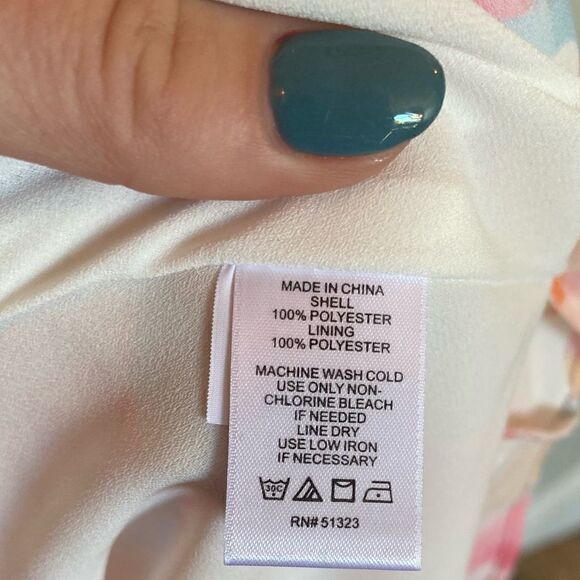 MADE IN CHINA
SHELL
100% POLYESTER
LINING
100% POLYESTER
MACHINE WASH COLD
USE ONLY NON-
CHLORINE BLEACH
IF NEEDED
LINE DRY
USE LOW IRON
IF NECESSARY
30C
RN# 51323